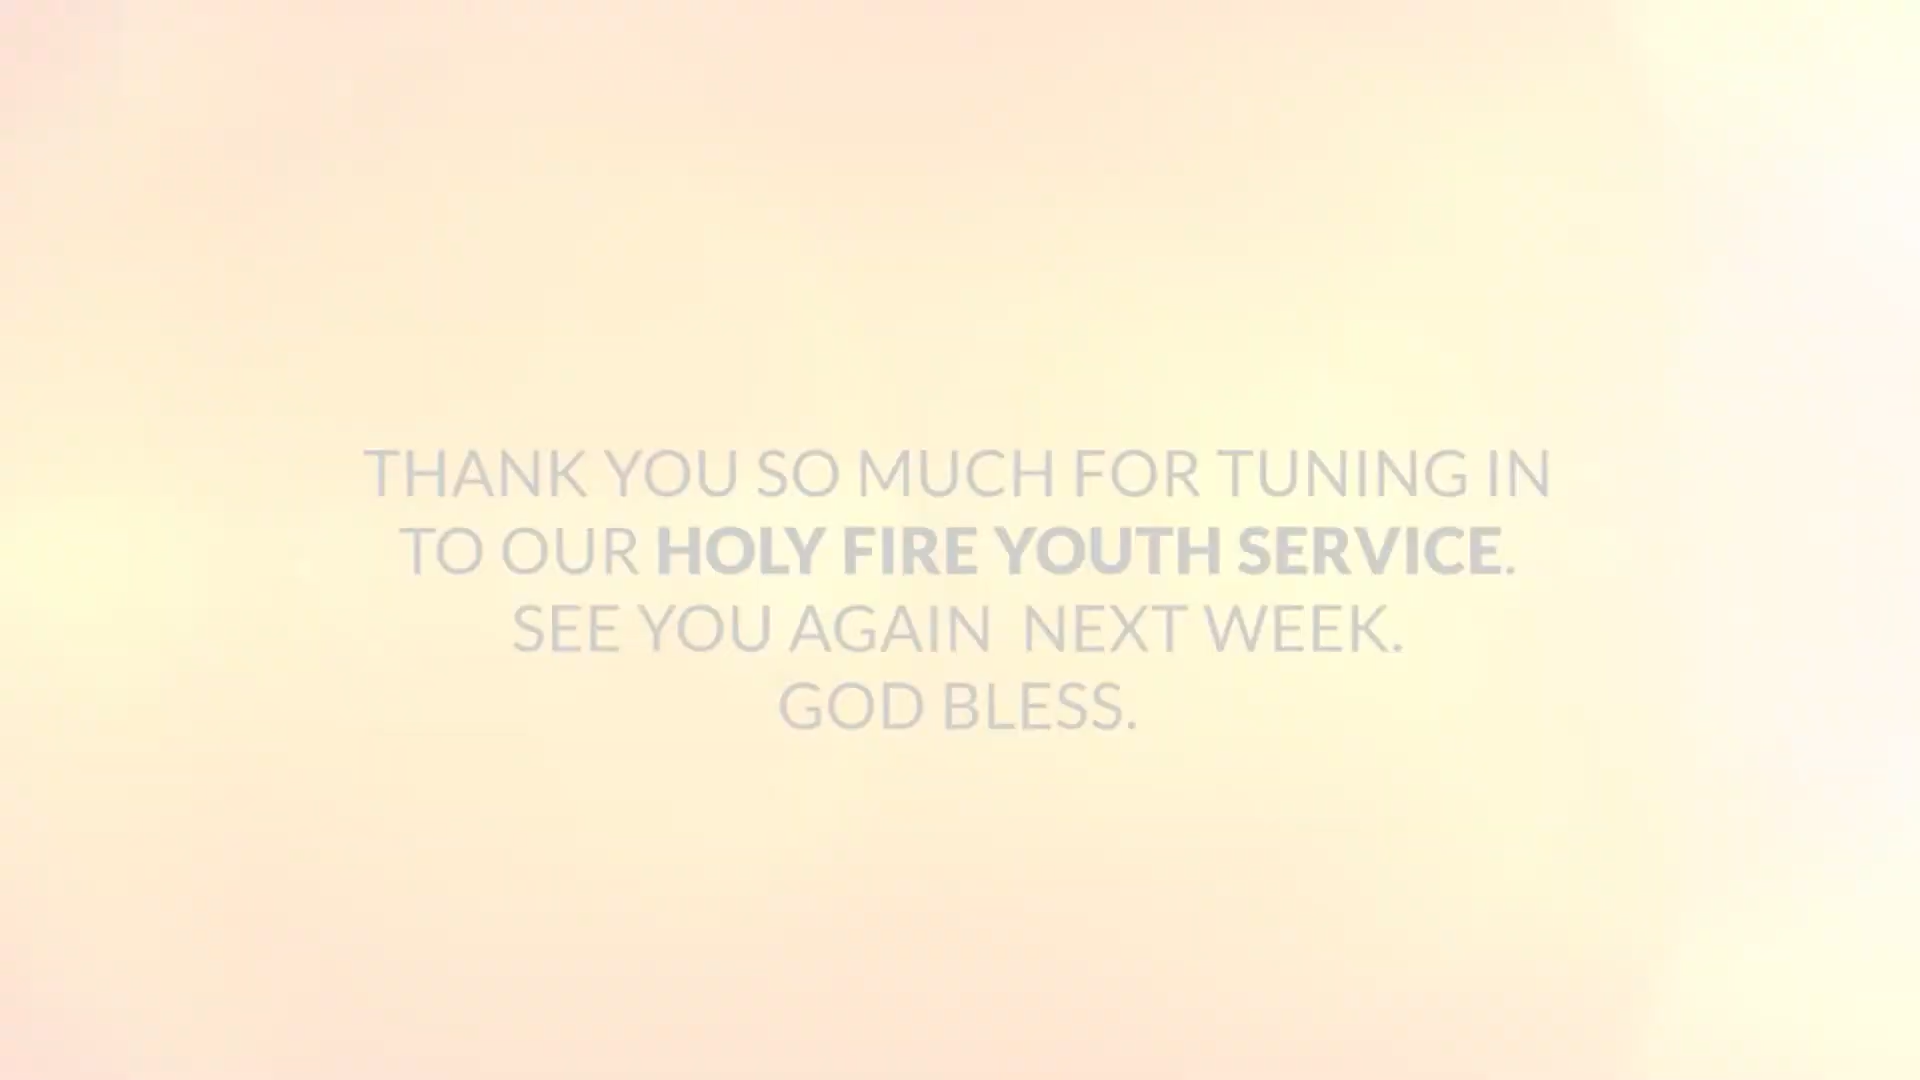 THANK YOU SO MUCH FOR TUNING IN
TO OUR HOLY FIRE YOUTH SERVICE.
SEE YOU AGAIN  NEXT WEEK.
GOD BLESS.